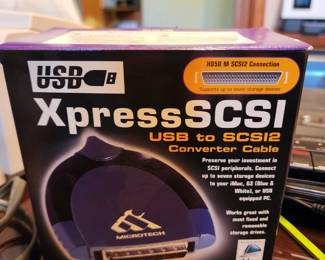 USB
HD50 M SCSI2 Connection
Supports up to seven storage devices
XpressSCSI
USB to SCSI2
Converter Cable
Preserve your investment in
SCSI peripherals. Connect
up to seven storage devices
to your iMac, G3 (Blue &
White), or USB
equipped PC.
Works great with
most fixed and
removable
storage drives.
MICROTECH